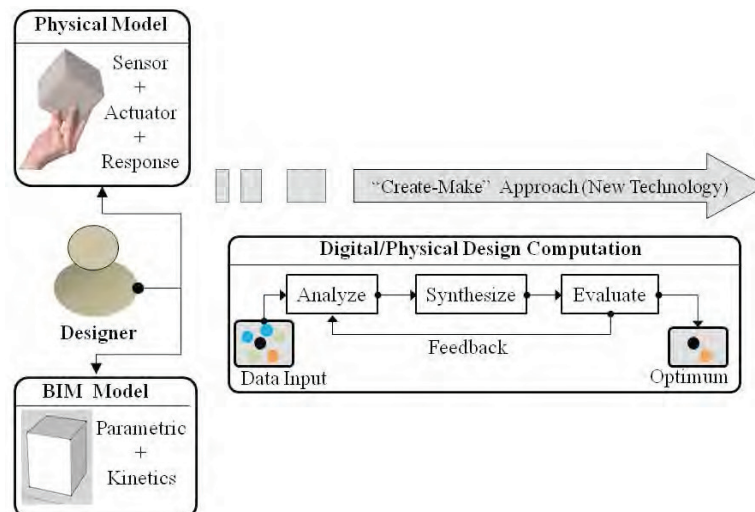 Physical Model
Sensor
+
Actuator
+
Response
Designer
BIM Model
Parametric
+
Kinetics
“Create-Make” Approach (New Technology)
Digital/Physical Design Computation
Analyze
Synthesize
Evaluate
Feedback
Data Input
Optimum